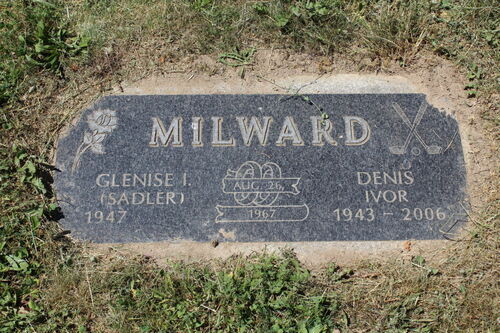 MILWARD
GLENISE I.
(SADLER)
1947
AUG. 26,
1967
DENIS
IVOR
1943 - 2006